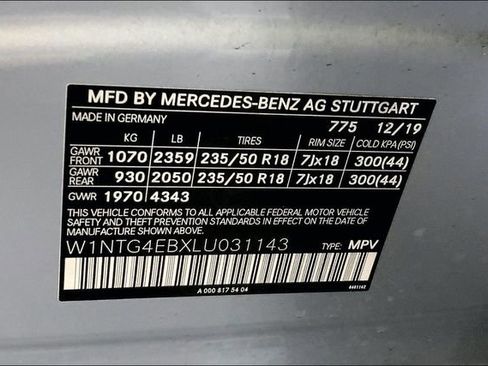 MFD BY MERCEDES-BENZ AG STUTTGART
MADE IN GERMANY 775 12/19
KG LB TIRES RIM SIZE COLD KPA (PSI)
GAWR FRONT 1070 2359 235/50 R18 7Jx18 300(44)
GAWR REAR 930 2050 235/50 R18 7Jx18 300(44)
GVWR 1970 4343
THIS VEHICLE CONFORMS TO ALL APPLICABLE FEDERAL MOTOR VEHICLE
SAFETY AND THEFT PREVENTION STANDARDS IN EFFECT ON THE DATE
OF MANUFACTURE SHOWN ABOVE.
W1NTG4EBXLU031143 TYPE: MPV
A 000 817 54 04